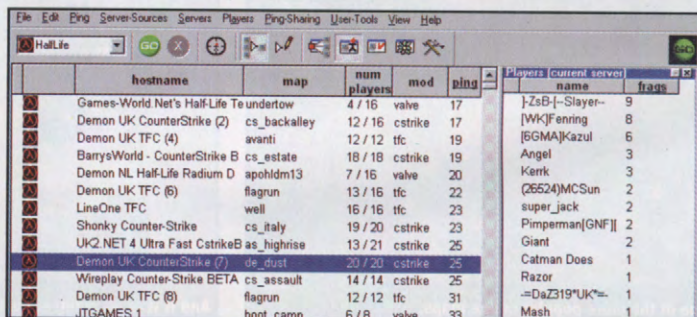 File Edit Ping Server-Sources Servers Players Ping-Sharing User-Tools View Help
HalfLife GO X GO
hostname map num players mod ping
Games-World.Net's Half-Life Te undertow 4 / 16 valve 17
Demon UK CounterStrike (2) cs_backalley 12 / 16 cstrike 17
Demon UK TFC (4) avanti 12 / 12 tfc 19
BarrysWorld - CounterStrike B cs_estate 18 / 18 cstrike 19
Demon NL Half-Life Radium D apohldm13 7 / 16 valve 20
Demon UK TFC (6) flagrun 13 / 16 tfc 22
LineOne TFC well 16 / 16 tfc 23
Shonky Counter-Strike cs_italy 19 / 20 cstrike 23
UK2.NET 4 Ultra Fast CstrikeB as_highrise 13 / 21 cstrike 25
Demon UK CounterStrike (7) de_dust 20 / 20 cstrike 25
Wireplay Counter-Strike BETA cs_assault 14 / 14 cstrike 25
Demon UK TFC (8) flagrun 12 / 12 tfc 31
JTGAMES 1 boot_camp 6 / 8 valve 33
Players [current server]
name frags
}-ZsB-[--Slayer-- 9
[WK]Fenring 8
[6GMA]Kazul 6
Angel 3
Kerrk 3
(26524)MCSun 2
super_jack 2
Pimperman[GNF][ 2
Giant 2
Catman Does 1
Razor 1
-=DaZ319*UK*=- 1
Mash 1